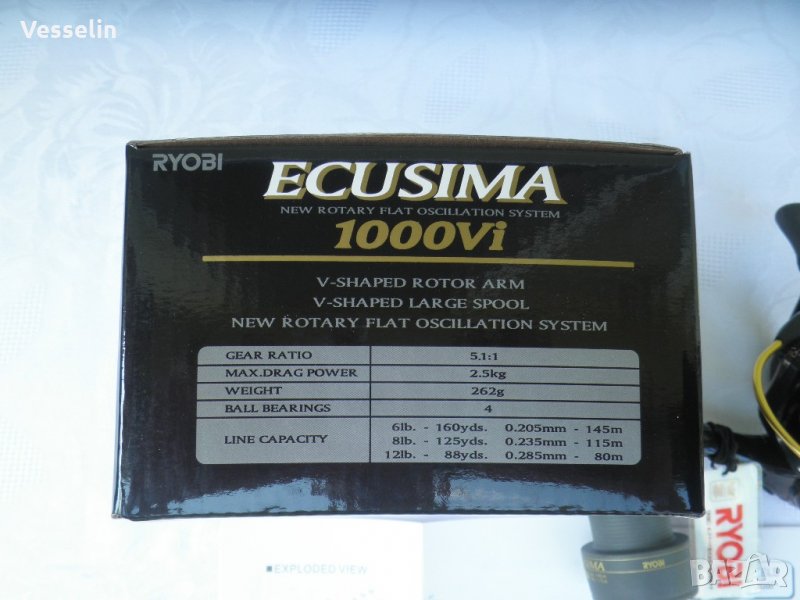 Vesselin
RYOBI
ECUSIMA
NEW ROTARY FLAT OSCILLATION SYSTEM
1000Vi
V-SHAPED ROTOR ARM
V-SHAPED LARGE SPOOL
NEW ROTARY FLAT OSCILLATION SYSTEM
GEAR RATIO 5.1:1
MAX.DRAG POWER 2.5kg
WEIGHT 262g
BALL BEARINGS 4
LINE CAPACITY
6lb. - 160yds. 0.205mm - 145m
8lb. - 125yds. 0.235mm - 115m
12lb. - 88yds. 0.285mm - 80m
EXPLODED VIEW
RYOBI
RYOBI
БАЗАР